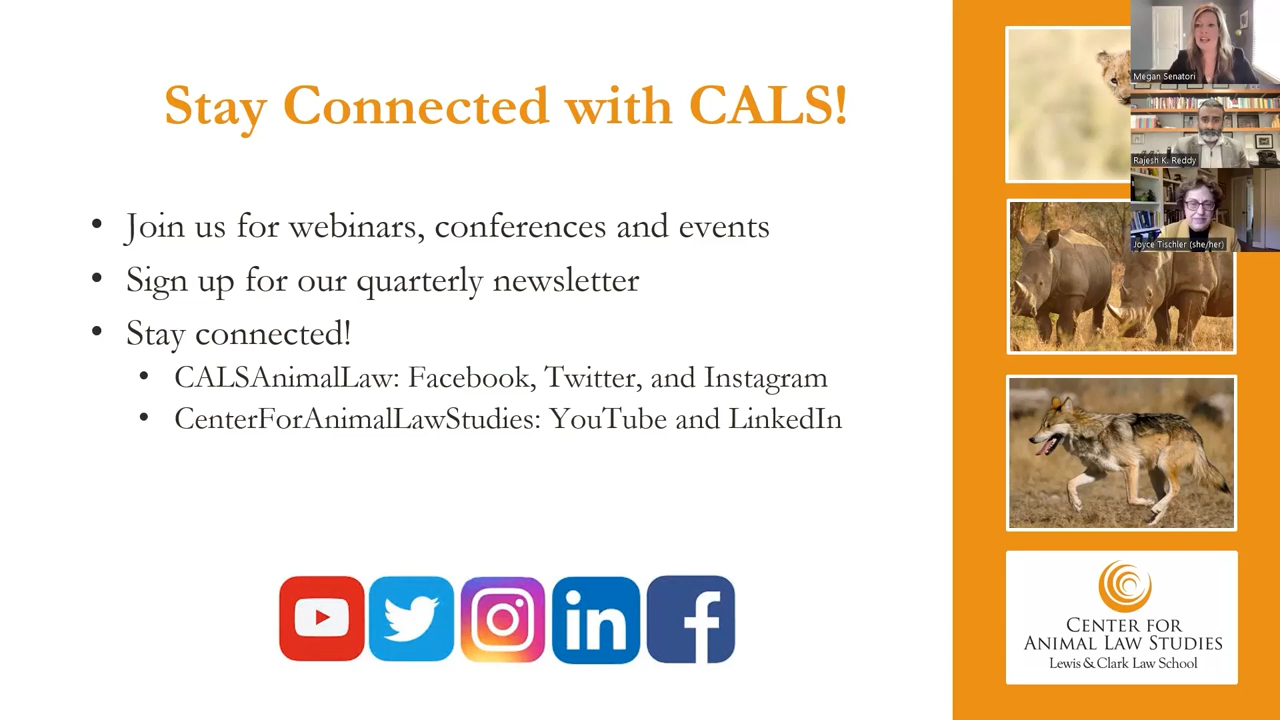 Stay Connected with CALS!
• Join us for webinars, conferences and events
• Sign up for our quarterly newsletter
• Stay connected!
• CALSAnimalLaw: Facebook, Twitter, and Instagram
• CenterForAnimalLawStudies: YouTube and LinkedIn
in
f
Megan Senatori
Rajesh K. Reddy
Joyce Tischler (she/her)
CENTER FOR
ANIMAL LAW STUDIES
Lewis & Clark Law School